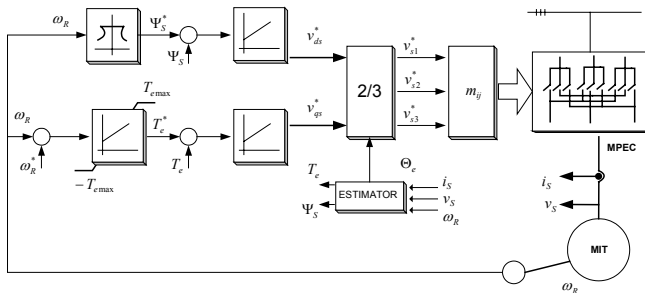 ω_R
Ψ_S^*
Ψ_S
v_ds^*
v_s1^*
v_s2^*
v_s3^*
2/3
m_ij
MPEC
T_emax
ω_R
ω_R^*
− T_emax
T_e^*
T_e
v_qs^*
T_e
Ψ_S
Θ_e
ESTIMATOR
i_S
v_S
ω_R
i_S
v_S
MIT
ω_R